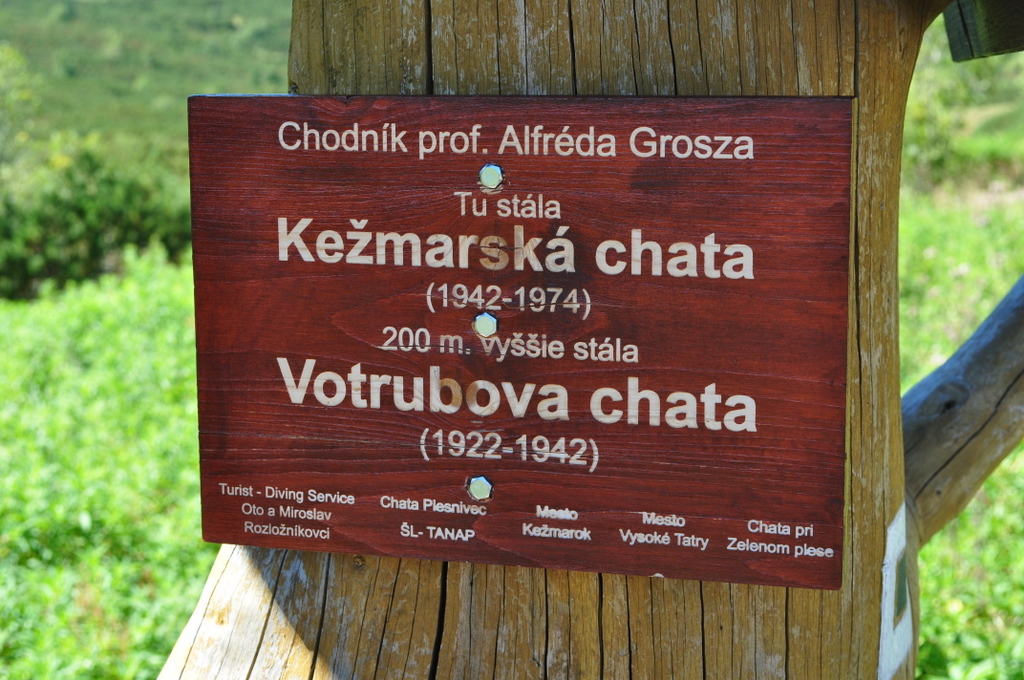 Chodník prof. Alfréda Grosza
Tu stála
Kežmarská chata
(1942-1974)
200 m. vyššie stála
Votrubova chata
(1922-1942)
Turist - Diving Service
Oto a Miroslav
Rozložníkovci
Chata Plesnivec
ŠL- TANAP
Mesto
Kežmarok
Mesto
Vysoké Tatry
Chata pri
Zelenom plese